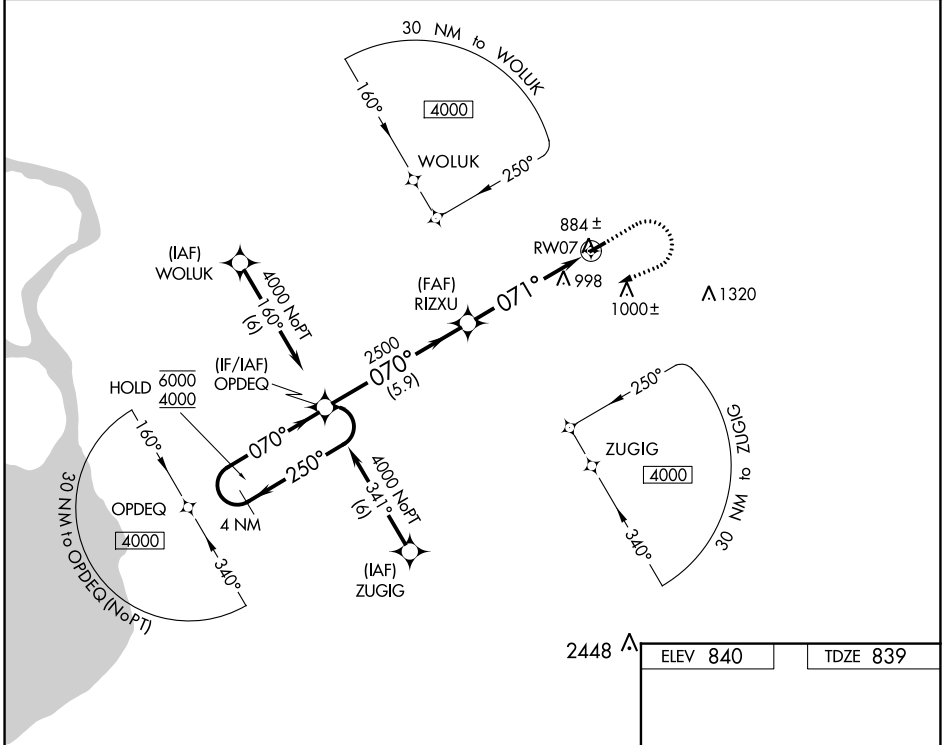 30 NM to WOLUK
160°
4000
WOLUK
250°
884 ±
RW07
998
1000 ±
1320
(IAF)
WOLUK
4000 NoPT
160°
(6)
(FAF)
RIZXU
071°
2500
070°
(5.9)
(IF/IAF)
OPDEQ
HOLD
6000
4000
070°
250°
4 NM
160°
OPDEQ
4000
340°
30 NM to OPDEQ (NoPT)
4000 NoPT
341°
(6)
(IAF)
ZUGIG
250°
ZUGIG
4000
340°
30 NM to ZUGIG
2448
ELEV 840
TDZE 839